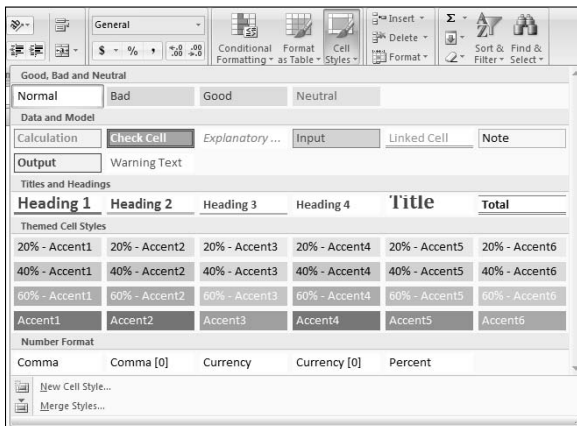 General
Insert
Σ
Delete
$ % , .0 .00 .00 .0
Conditional Format Cell
Formatting as Table Styles
Format
Sort & Find &
Filter Select
Good, Bad and Neutral
Normal Bad Good Neutral
Data and Model
Calculation Check Cell Explanatory ... Input Linked Cell Note
Output Warning Text
Titles and Headings
Heading 1 Heading 2 Heading 3 Heading 4 Title Total
Themed Cell Styles
20% - Accent1 20% - Accent2 20% - Accent3 20% - Accent4 20% - Accent5 20% - Accent6
40% - Accent1 40% - Accent2 40% - Accent3 40% - Accent4 40% - Accent5 40% - Accent6
60% - Accent1 60% - Accent2 60% - Accent3 60% - Accent4 60% - Accent5 60% - Accent6
Accent1 Accent2 Accent3 Accent4 Accent5 Accent6
Number Format
Comma Comma [0] Currency Currency [0] Percent
New Cell Style...
Merge Styles...